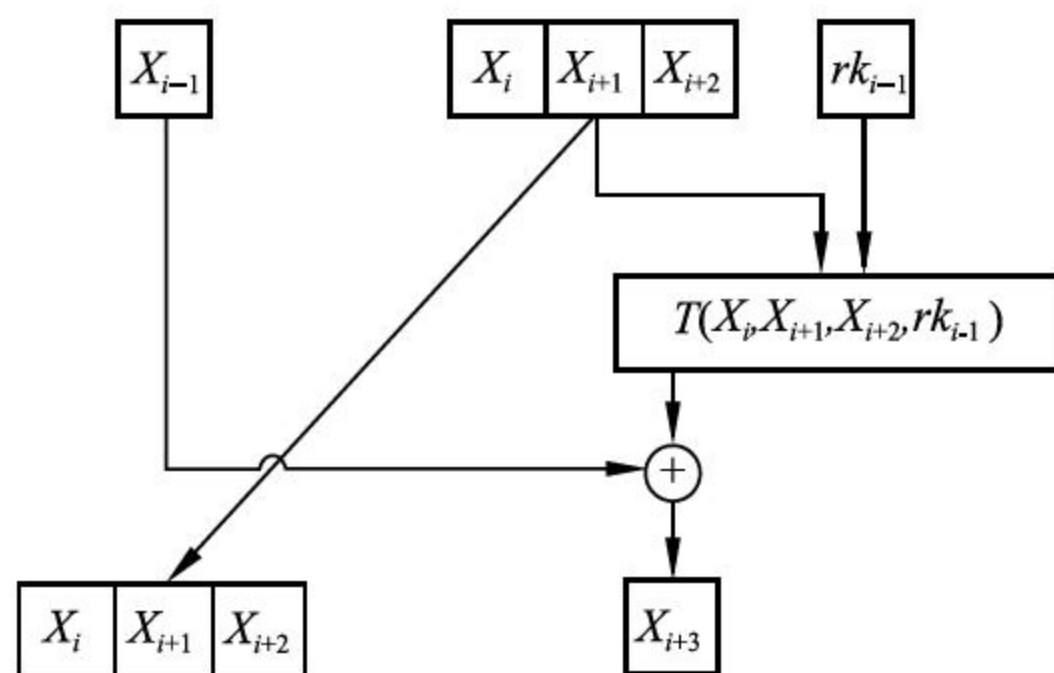 X_{i-1} X_i X_{i+1} X_{i+2} rk_{i-1}
T(X_i,X_{i+1},X_{i+2},rk_{i-1})
+
X_i X_{i+1} X_{i+2} X_{i+3}